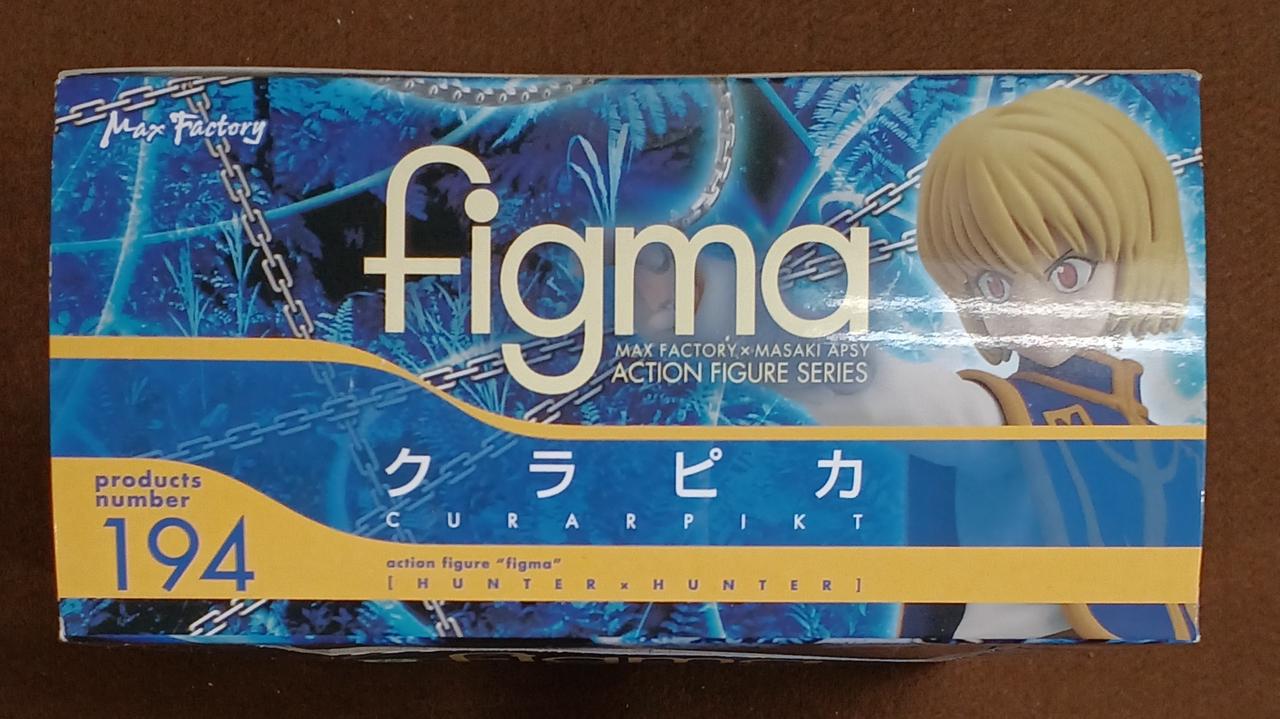 Max Factory
figma
MAX FACTORY × MASAKI APSY
ACTION FIGURE SERIES
クラピカ
CURARPIKT
products
number
194
action figure "figma"
[HUNTER×HUNTER]